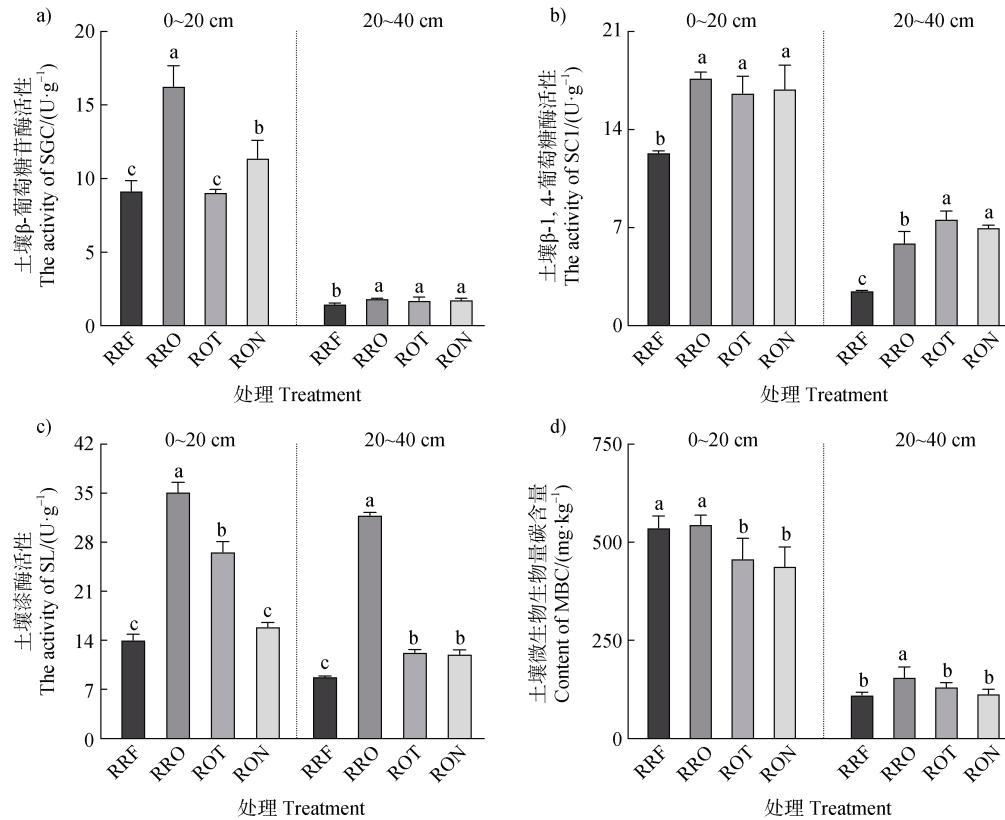 a)
0~20 cm
20~40 cm
土壤β-葡萄糖苷酶活性
The activity of SGC/(U·g⁻¹)
20
15
10
5
0
c
a
c
b
b
a
a
a
RRF
RRO
ROT
RON
RRF
RRO
ROT
RON
处理 Treatment
b)
0~20 cm
20~40 cm
土壤β-1, 4-葡萄糖酶活性
The activity of SC1/(U·g⁻¹)
21
14
7
0
b
a
a
a
c
b
a
a
RRF
RRO
ROT
RON
RRF
RRO
ROT
RON
处理 Treatment
c)
0~20 cm
20~40 cm
土壤漆酶活性
The activity of SL/(U·g⁻¹)
42
35
28
21
14
7
0
c
a
b
c
c
a
b
b
RRF
RRO
ROT
RON
RRF
RRO
ROT
RON
处理 Treatment
d)
0~20 cm
20~40 cm
土壤微生物生物量碳含量
Content of MBC/(mg·kg⁻¹)
750
500
250
0
a
a
b
b
b
a
b
b
RRF
RRO
ROT
RON
RRF
RRO
ROT
RON
处理 Treatment